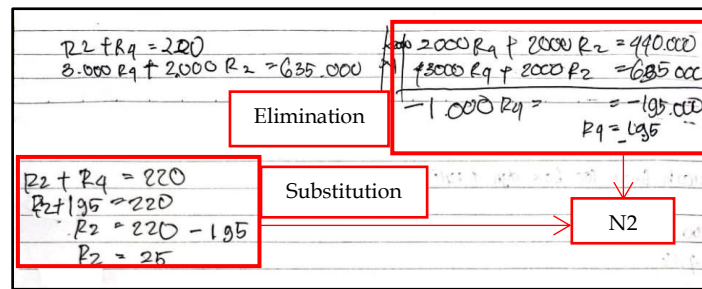 R2 + R4 = 220
3.000 R4 + 2.000 R2 = 635.000
2000 R4 + 2000 R2 = 440.000
3000 R4 + 2000 R2 = 635.000
-1.000 R4 = = -195.000
R4 = 195
Elimination
R2 + R4 = 220
R2 + 195 = 220
R2 = 220 - 195
R2 = 25
Substitution
N2